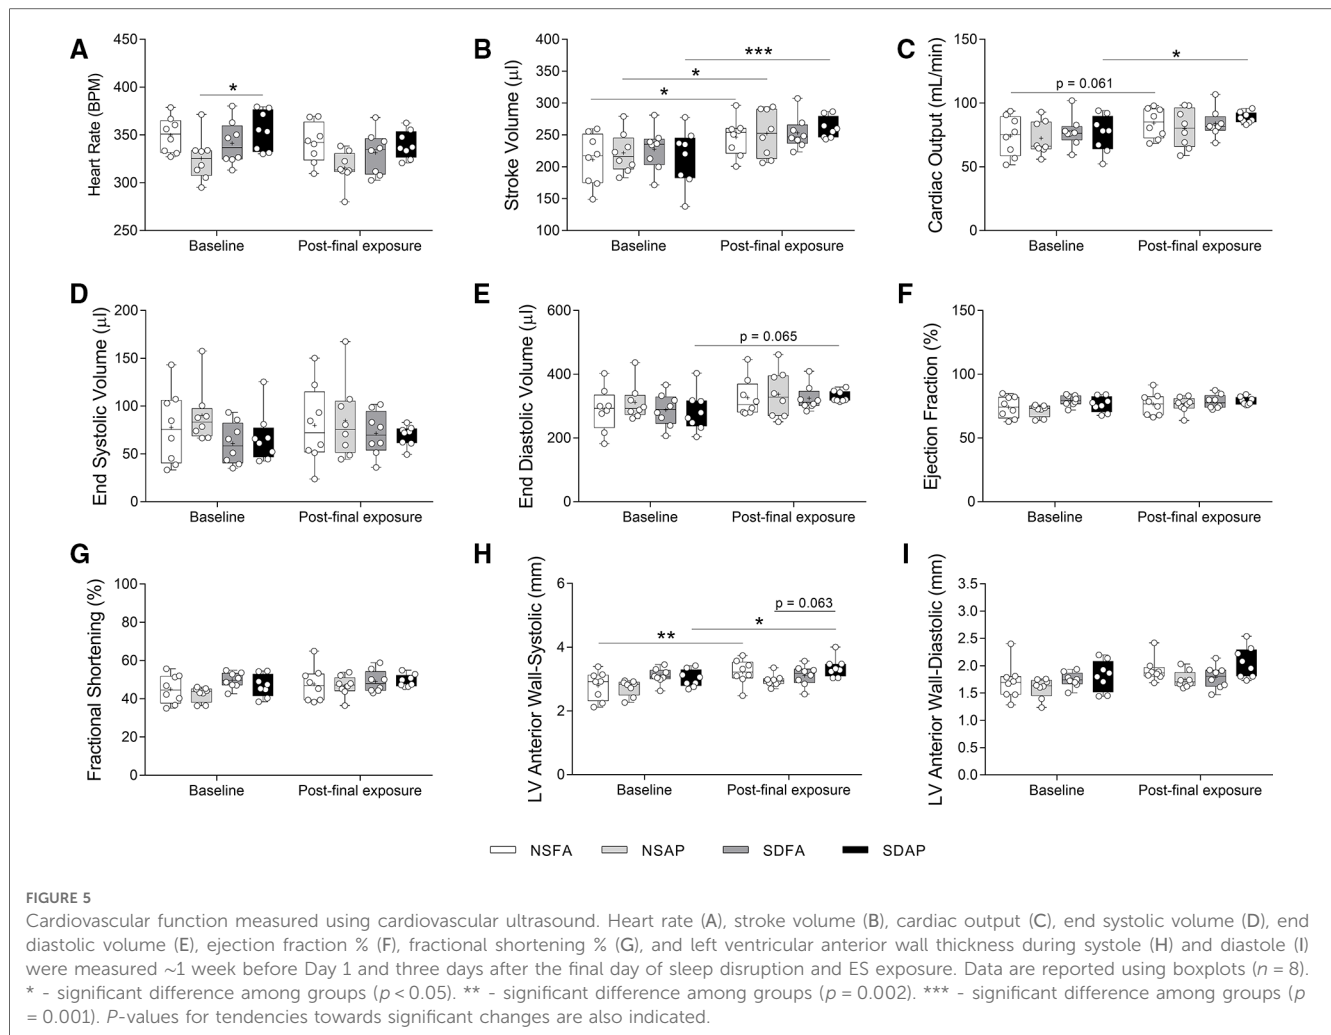 A
Heart Rate (BPM)
450
400
350
300
250
*
Baseline
Post-final exposure
B
Stroke Volume (µl)
400
350
300
250
200
150
100
***
*
*
Baseline
Post-final exposure
C
Cardiac Output (mL/min)
150
100
50
0
*
p = 0.061
Baseline
Post-final exposure
D
End Systolic Volume (µl)
200
150
100
50
0
Baseline
Post-final exposure
E
End Diastolic Volume (µl)
600
400
200
0
p = 0.065
Baseline
Post-final exposure
F
Ejection Fraction (%)
150
100
50
0
Baseline
Post-final exposure
G
Fractional Shortening (%)
100
80
60
40
20
0
Baseline
Post-final exposure
H
LV Anterior Wall-Systolic (mm)
6
4
2
0
p = 0.063
*
**
Baseline
Post-final exposure
I
LV Anterior Wall-Diastolic (mm)
3.5
3.0
2.5
2.0
1.5
1.0
0.5
0.0
Baseline
Post-final exposure
NSFA NSAP SDFA SDAP
FIGURE 5
Cardiovascular function measured using cardiovascular ultrasound. Heart rate (A), stroke volume (B), cardiac output (C), end systolic volume (D), end
diastolic volume (E), ejection fraction % (F), fractional shortening % (G), and left ventricular anterior wall thickness during systole (H) and diastole (I)
were measured ~1 week before Day 1 and three days after the final day of sleep disruption and ES exposure. Data are reported using boxplots (n = 8).
* - significant difference among groups (p < 0.05). ** - significant difference among groups (p = 0.002). *** - significant difference among groups (p
= 0.001). P-values for tendencies towards significant changes are also indicated.